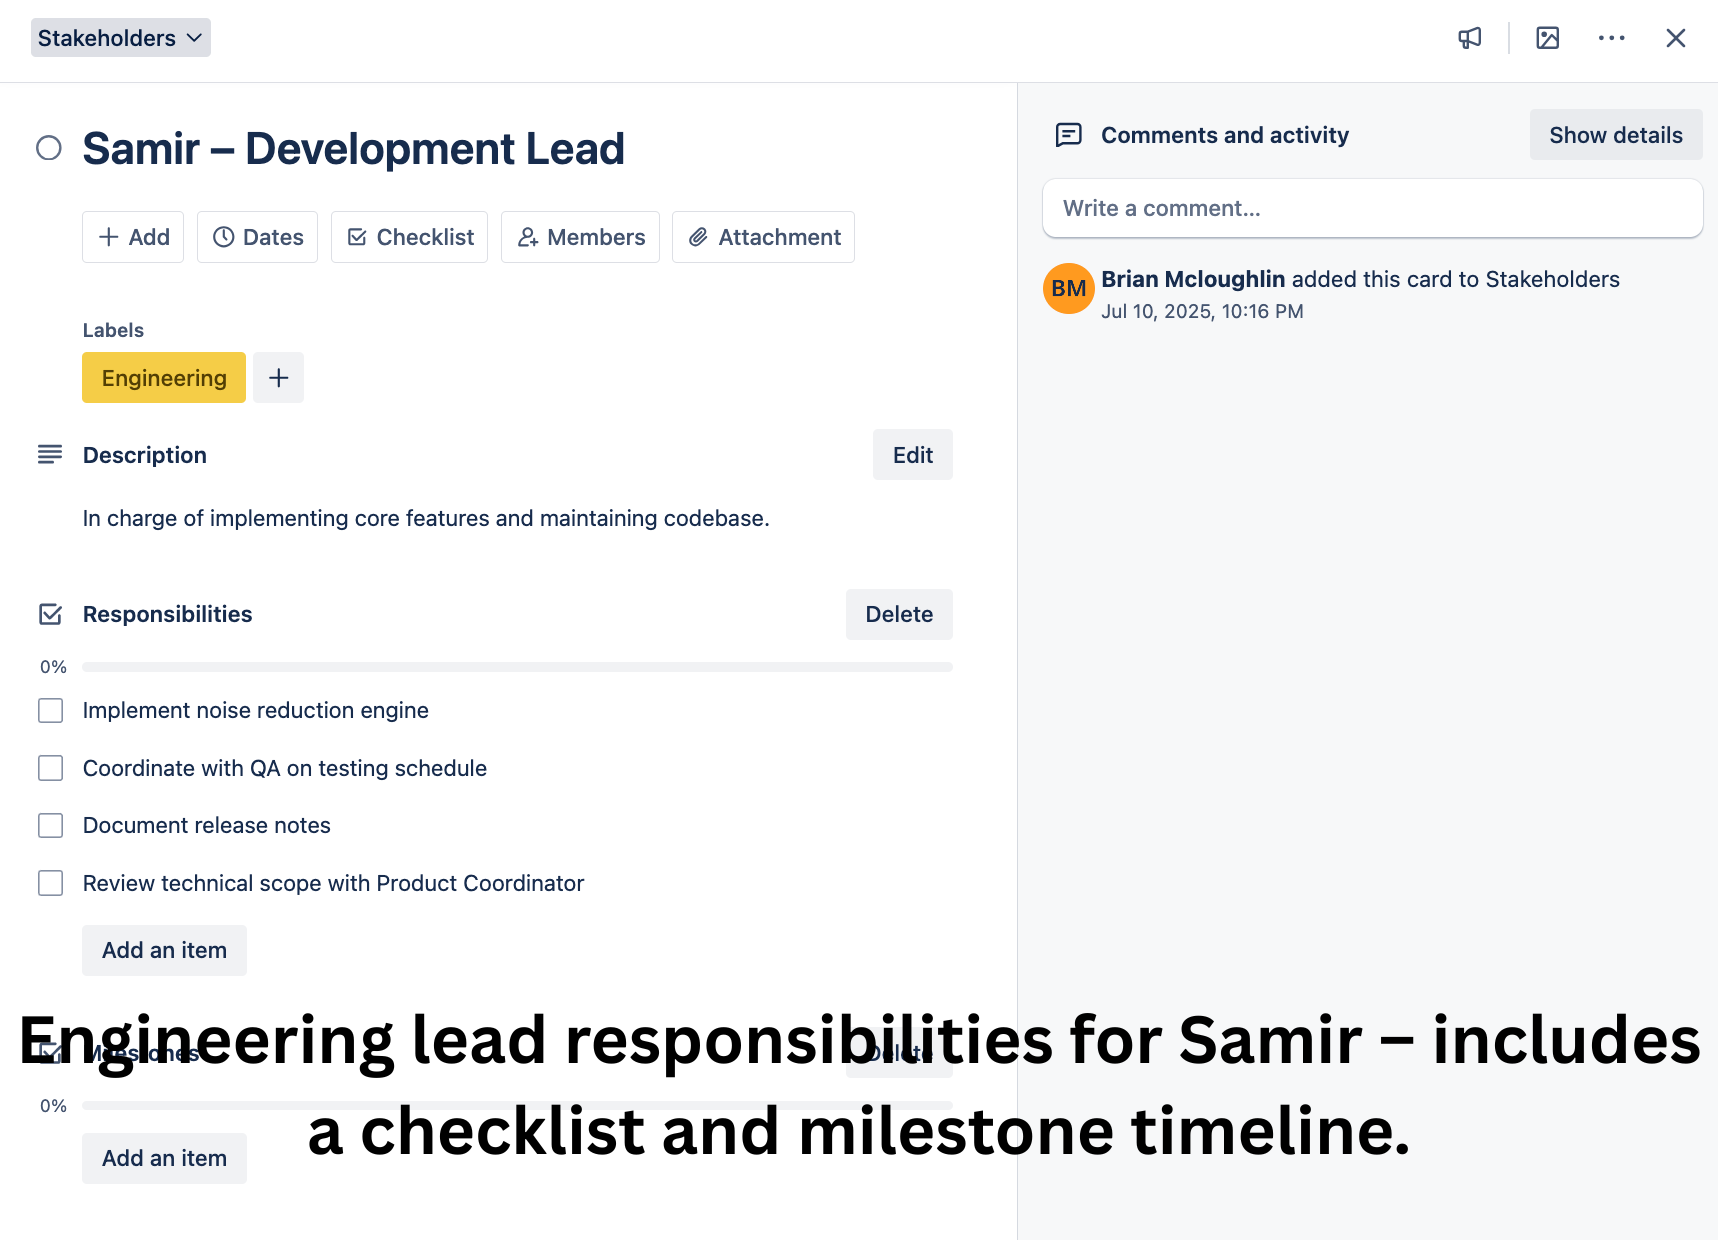 Stakeholders
Samir – Development Lead
Add
Dates
Checklist
Members
Attachment
Labels
Engineering
Description
Edit
In charge of implementing core features and maintaining codebase.
Responsibilities
Delete
0%
Implement noise reduction engine
Coordinate with QA on testing schedule
Document release notes
Review technical scope with Product Coordinator
Add an item
Milestones
Delete
0%
Add an item
Engineering lead responsibilities for Samir – includes
a checklist and milestone timeline.
Comments and activity
Show details
Write a comment...
BM
Brian Mcloughlin added this card to Stakeholders
Jul 10, 2025, 10:16 PM